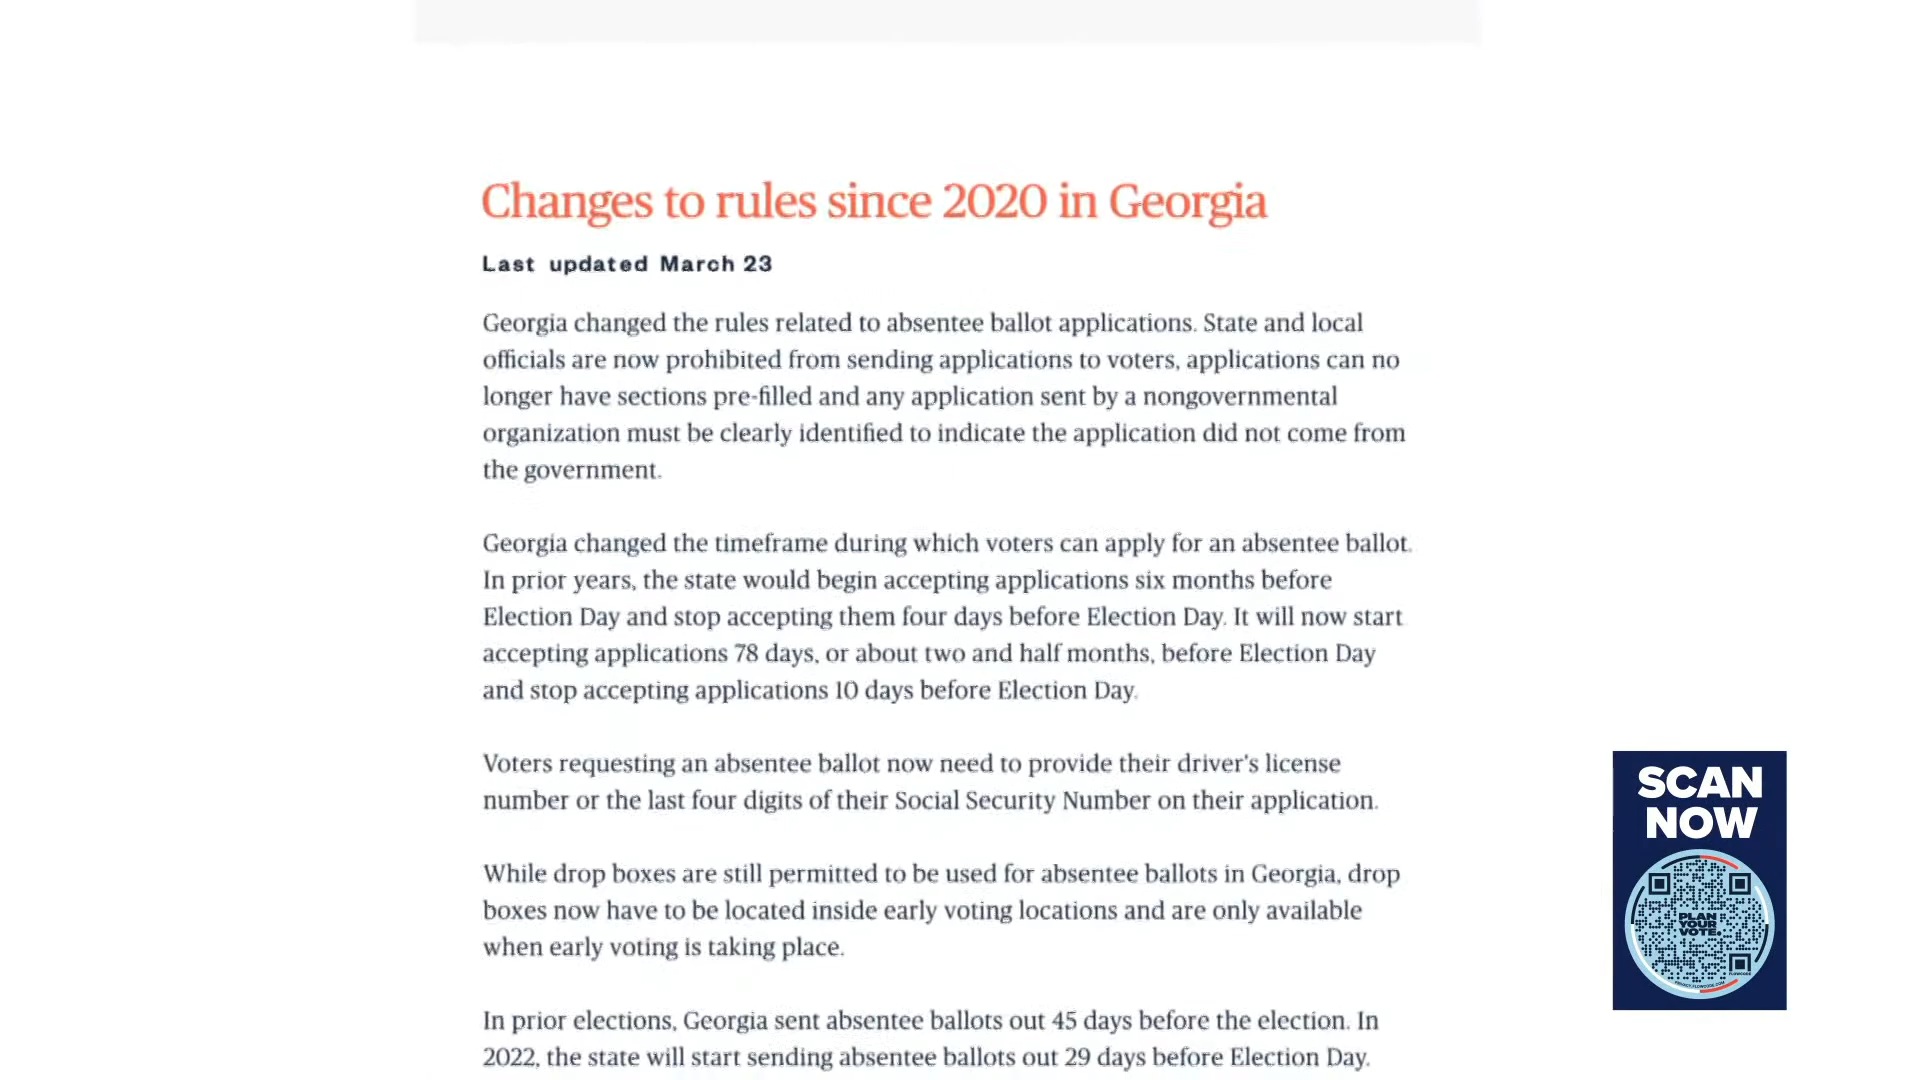 Changes to rules since 2020 in Georgia
Last updated March 23
Georgia changed the rules related to absentee ballot applications. State and local
officials are now prohibited from sending applications to voters, applications can no
longer have sections pre-filled and any application sent by a nongovernmental
organization must be clearly identified to indicate the application did not come from
the government.
Georgia changed the timeframe during which voters can apply for an absentee ballot.
In prior years, the state would begin accepting applications six months before
Election Day and stop accepting them four days before Election Day. It will now start
accepting applications 78 days, or about two and half months, before Election Day
and stop accepting applications 10 days before Election Day.
Voters requesting an absentee ballot now need to provide their driver's license
number or the last four digits of their Social Security Number on their application.
While drop boxes are still permitted to be used for absentee ballots in Georgia, drop
boxes now have to be located inside early voting locations and are only available
when early voting is taking place.
In prior elections, Georgia sent absentee ballots out 45 days before the election. In
2022, the state will start sending absentee ballots out 29 days before Election Day.
SCAN
NOW
PLAN
YOUR
VOTE.
FLOWCODE
PRIVACY.FLOWCODE.COM